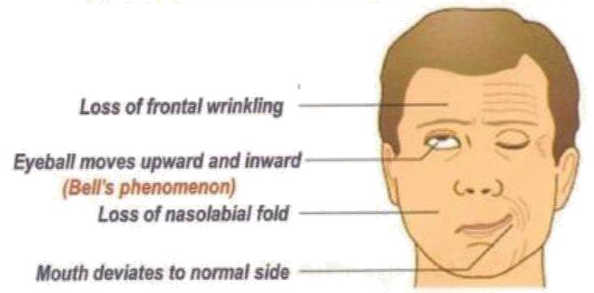 Loss of frontal wrinkling
Eyeball moves upward and inward
(Bell's phenomenon)
Loss of nasolabial fold
Mouth deviates to normal side